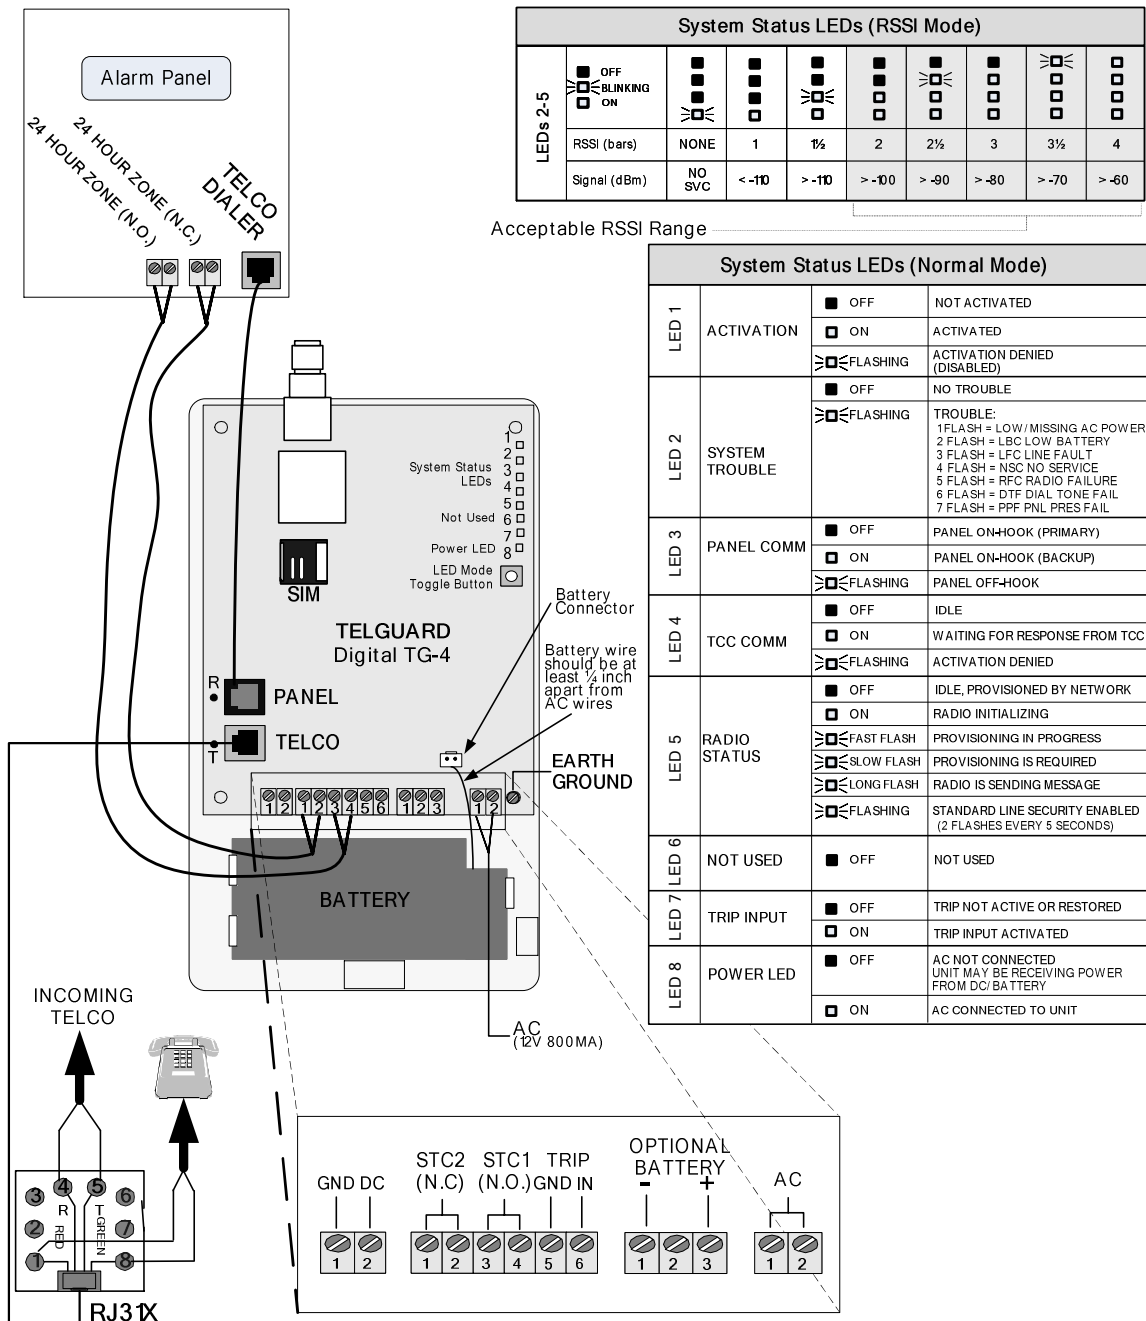 Alarm Panel
24 HOUR ZONE (N.O.)
24 HOUR ZONE (N.C.)
TELCO
DIALER
System Status LEDs (RSSI Mode)
LEDs 2-5
OFF
BLINKING
ON
RSSI (bars) NONE 1 1½ 2 2½ 3 3½ 4
Signal (dBm) NO SVC < -110 > -110 > -100 > -90 > -80 > -70 > -60
Acceptable RSSI Range
System Status LEDs (Normal Mode)
LED 1 ACTIVATION
OFF NOT ACTIVATED
ON ACTIVATED
FLASHING ACTIVATION DENIED
(DISABLED)
LED 2 SYSTEM TROUBLE
OFF NO TROUBLE
FLASHING TROUBLE:
1 FLASH = LOW/MISSING AC POWER
2 FLASH = LBC LOW BATTERY
3 FLASH = LFC LINE FAULT
4 FLASH = NSC NO SERVICE
5 FLASH = RFC RADIO FAILURE
6 FLASH = DTF DIAL TONE FAIL
7 FLASH = PPF PNL PRES FAIL
LED 3 PANEL COMM
OFF PANEL ON-HOOK (PRIMARY)
ON PANEL ON-HOOK (BACKUP)
FLASHING PANEL OFF-HOOK
LED 4 TCC COMM
OFF IDLE
ON WAITING FOR RESPONSE FROM TCC
FLASHING ACTIVATION DENIED
LED 5 RADIO STATUS
OFF IDLE, PROVISIONED BY NETWORK
ON RADIO INITIALIZING
FAST FLASH PROVISIONING IN PROGRESS
SLOW FLASH PROVISIONING IS REQUIRED
LONG FLASH RADIO IS SENDING MESSAGE
FLASHING STANDARD LINE SECURITY ENABLED
(2 FLASHES EVERY 5 SECONDS)
LED 6 NOT USED
OFF NOT USED
LED 7 TRIP INPUT
OFF TRIP NOT ACTIVE OR RESTORED
ON TRIP INPUT ACTIVATED
LED 8 POWER LED
OFF AC NOT CONNECTED
UNIT MAY BE RECEIVING POWER
FROM DC/BATTERY
ON AC CONNECTED TO UNIT
System Status
LEDs
Not Used
Power LED
1
2
3
4
5
6
7
8
LED Mode
Toggle Button
SIM
TELGUARD
Digital TG-4
Battery
Connector
Battery wire
should be at
least ¼ inch
apart from
AC wires
R
PANEL
T
TELCO
EARTH
GROUND
1 2 1 2 3 4 5 6 1 2 3 1 2
BATTERY
AC
(12V 800MA)
INCOMING
TELCO
3 4 5 6
R T
2 RED GREEN 7
1 8
RJ31X
GND DC
STC2
(N.C)
STC1
(N.O.)
TRIP
GND IN
OPTIONAL
BATTERY
- +
AC
1 2 1 2 3 4 5 6 1 2 3 1 2